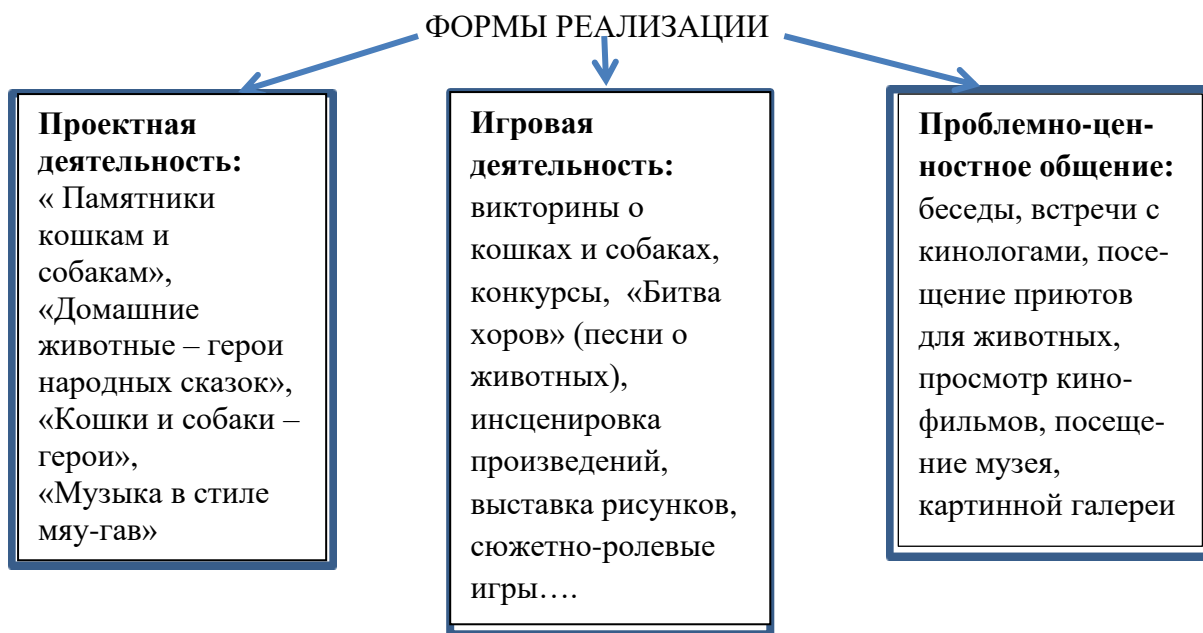 ФОРМЫ РЕАЛИЗАЦИИ
Проектная
деятельность:
« Памятники
кошкам и
собакам»,
«Домашние
животные – герои
народных сказок»,
«Кошки и собаки –
герои»,
«Музыка в стиле
мяу-гав»
Игровая
деятельность:
викторины о
кошках и собаках,
конкурсы,  «Битва
хоров» (песни о
животных),
инсценировка
произведений,
выставка рисунков,
сюжетно-ролевые
игры….
Проблемно-цен-
ностное общение:
беседы, встречи с
кинологами, посе-
щение приютов
для животных,
просмотр кино-
фильмов, посеще-
ние музея,
картинной галереи